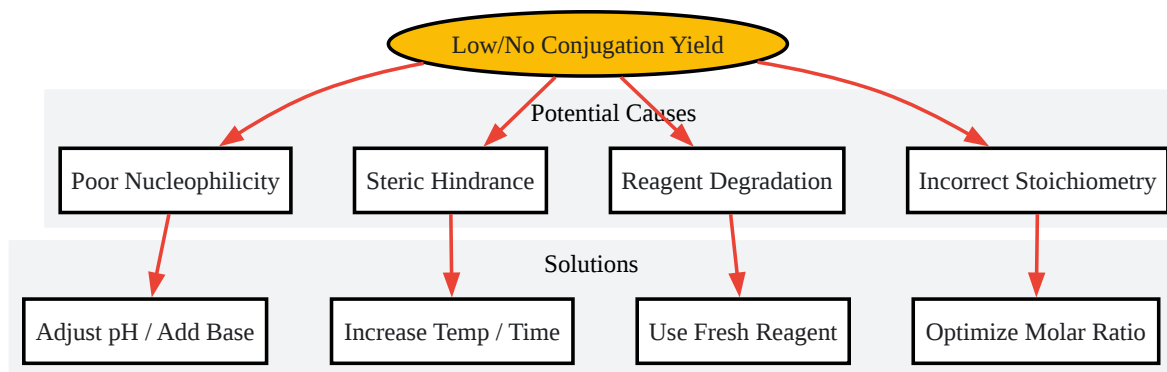 Low/No Conjugation Yield
Potential Causes
Poor Nucleophilicity
Steric Hindrance
Reagent Degradation
Incorrect Stoichiometry
Solutions
Adjust pH / Add Base
Increase Temp / Time
Use Fresh Reagent
Optimize Molar Ratio